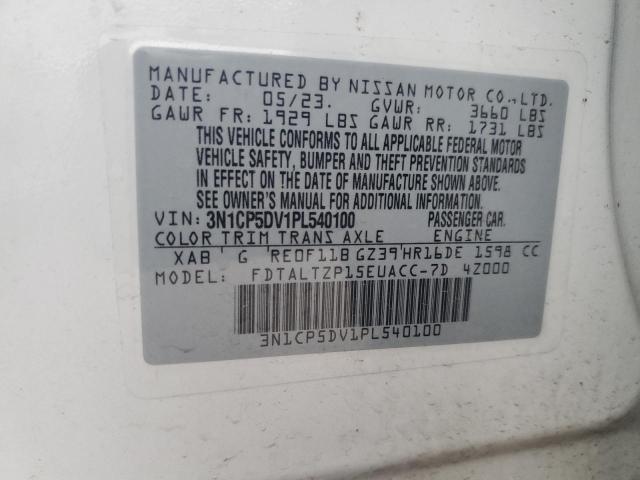 MANUFACTURED BY NISSAN MOTOR CO.,LTD.
DATE: 05/23. GVWR: 3660 LBS
GAWR FR: 1929 LBS GAWR RR: 1731 LBS
THIS VEHICLE CONFORMS TO ALL APPLICABLE FEDERAL MOTOR
VEHICLE SAFETY, BUMPER AND THEFT PREVENTION STANDARDS
IN EFFECT ON THE DATE OF MANUFACTURE SHOWN ABOVE.
SEE OWNER'S MANUAL FOR ADDITIONAL INFORMATION.
VIN: 3N1CP5DV1PL540100 PASSENGER CAR.
COLOR TRIM TRANS AXLE ENGINE
XAB G RE0F11B GZ39 HR16DE 1598 CC
FDTALTZP15EUACC-7D 4Z000
3N1CP5DV1PL540100